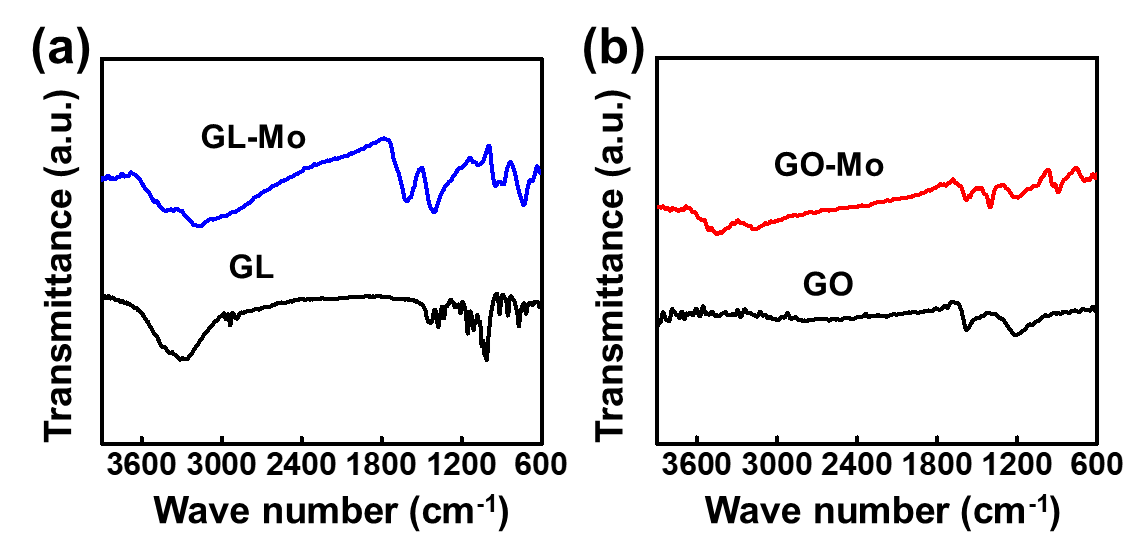 (a)
Transmittance (a.u.)
GL-Mo
GL
3600 3000 2400 1800 1200 600
Wave number (cm⁻¹)
(b)
Transmittance (a.u.)
GO-Mo
GO
3600 3000 2400 1800 1200 600
Wave number (cm⁻¹)